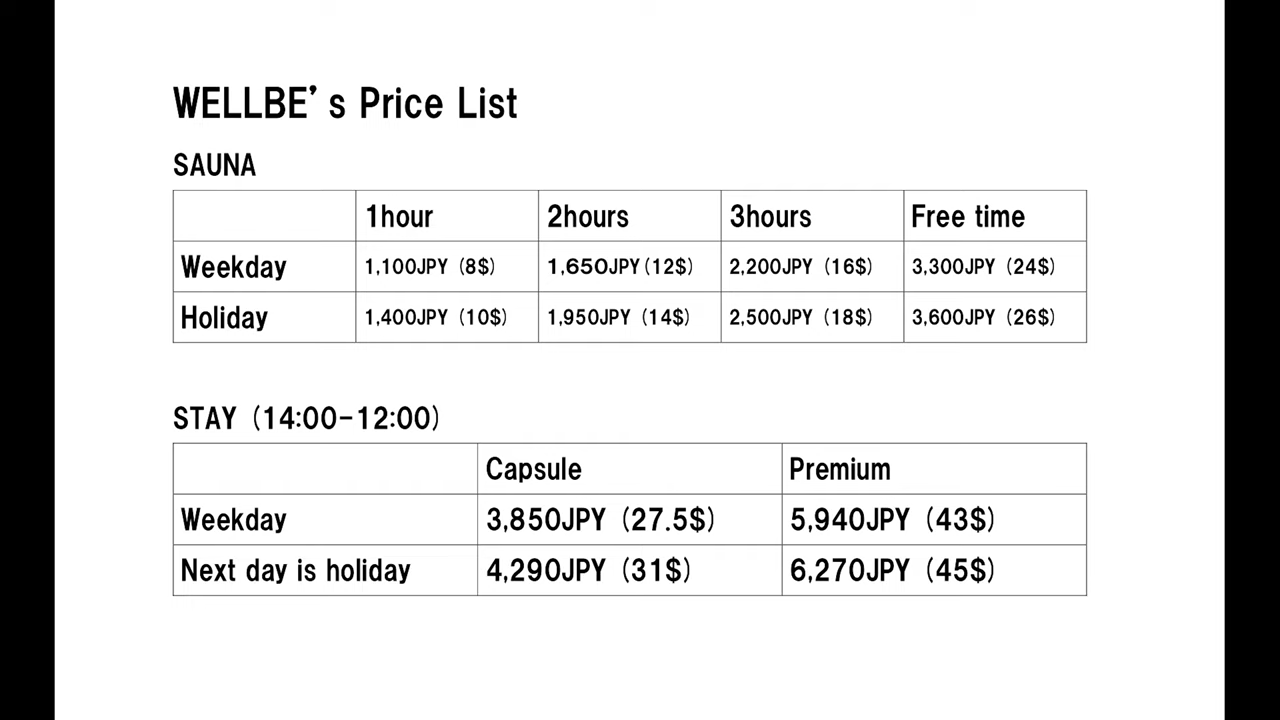 WELLBE's Price List
SAUNA
1hour 2hours 3hours Free time
Weekday 1,100JPY (8$) 1,650JPY(12$) 2,200JPY (16$) 3,300JPY (24$)
Holiday 1,400JPY (10$) 1,950JPY (14$) 2,500JPY (18$) 3,600JPY (26$)
STAY (14:00-12:00)
Capsule Premium
Weekday 3,850JPY (27.5$) 5,940JPY (43$)
Next day is holiday 4,290JPY (31$) 6,270JPY (45$)